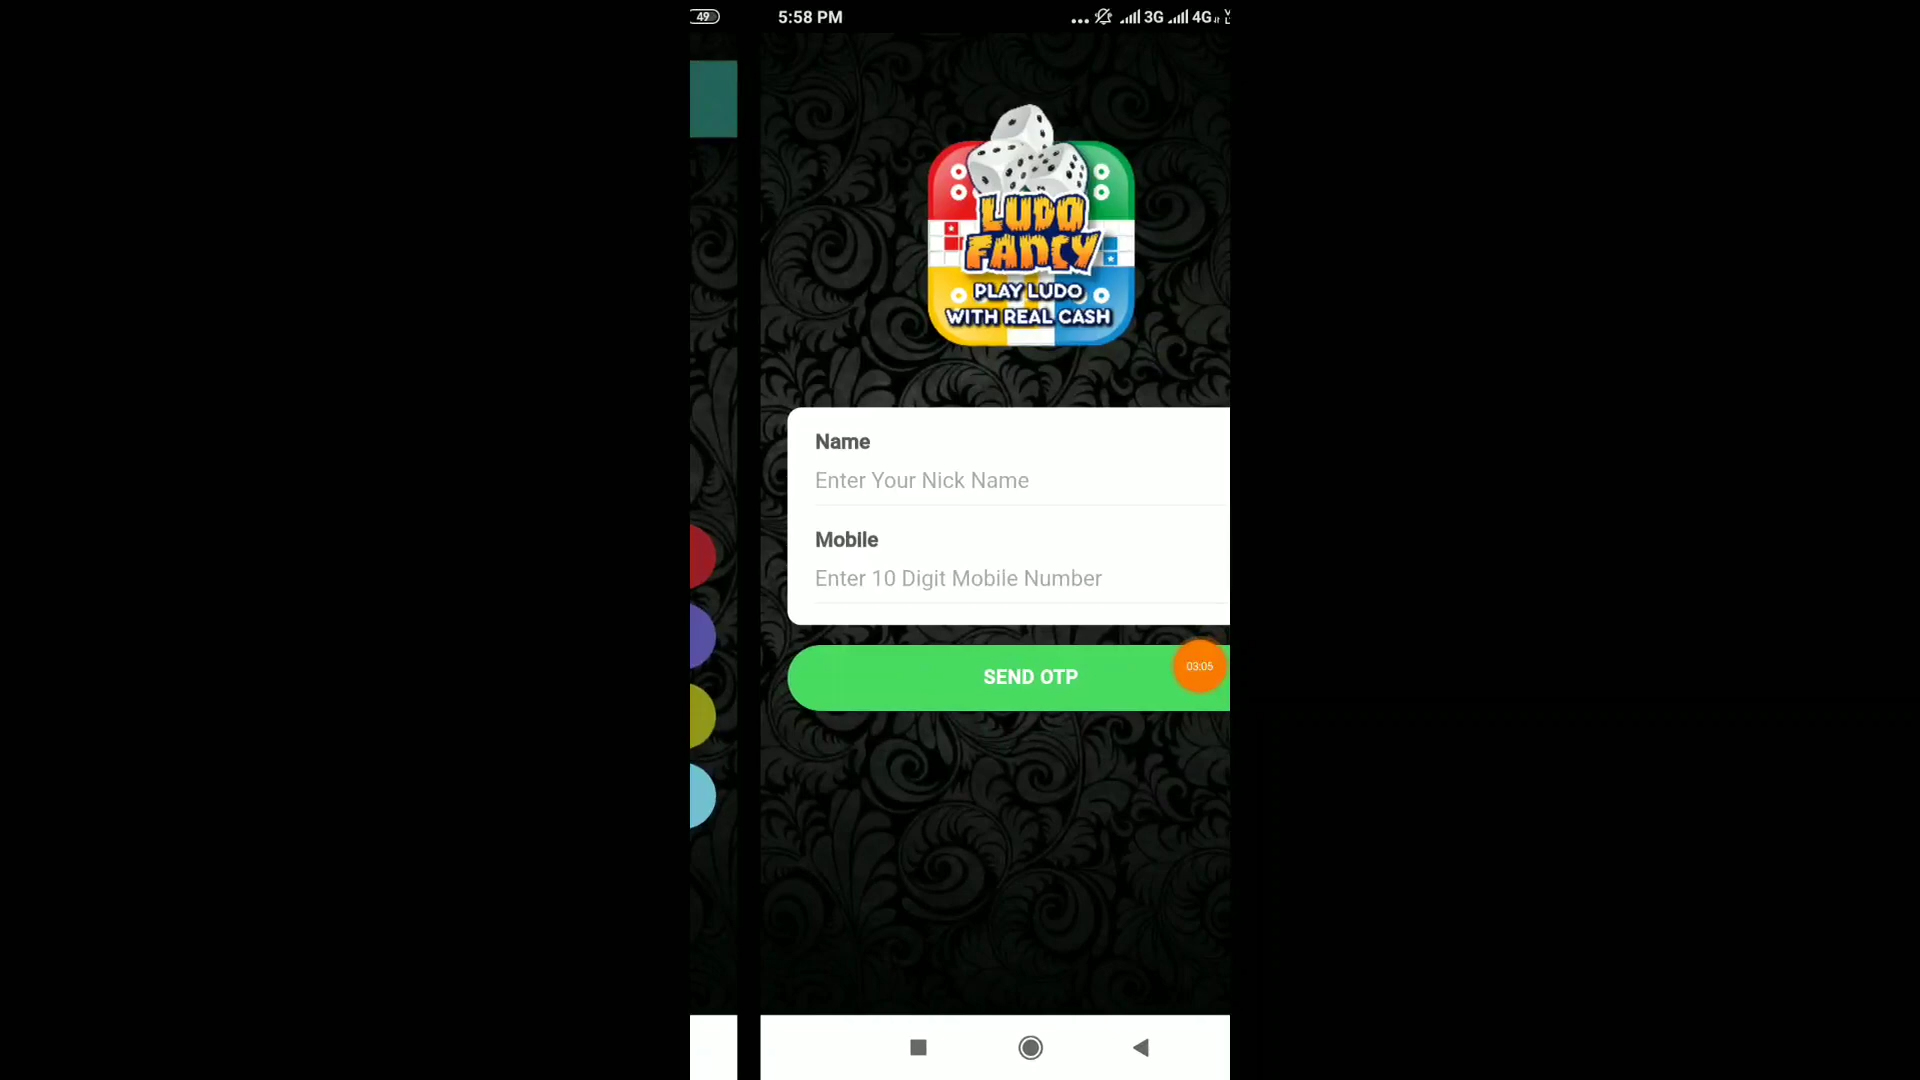 49
5:58 PM
3G 4G
LUDO
FANCY
PLAY LUDO
WITH REAL CASH
Name
Enter Your Nick Name
Mobile
Enter 10 Digit Mobile Number
SEND OTP
03:05